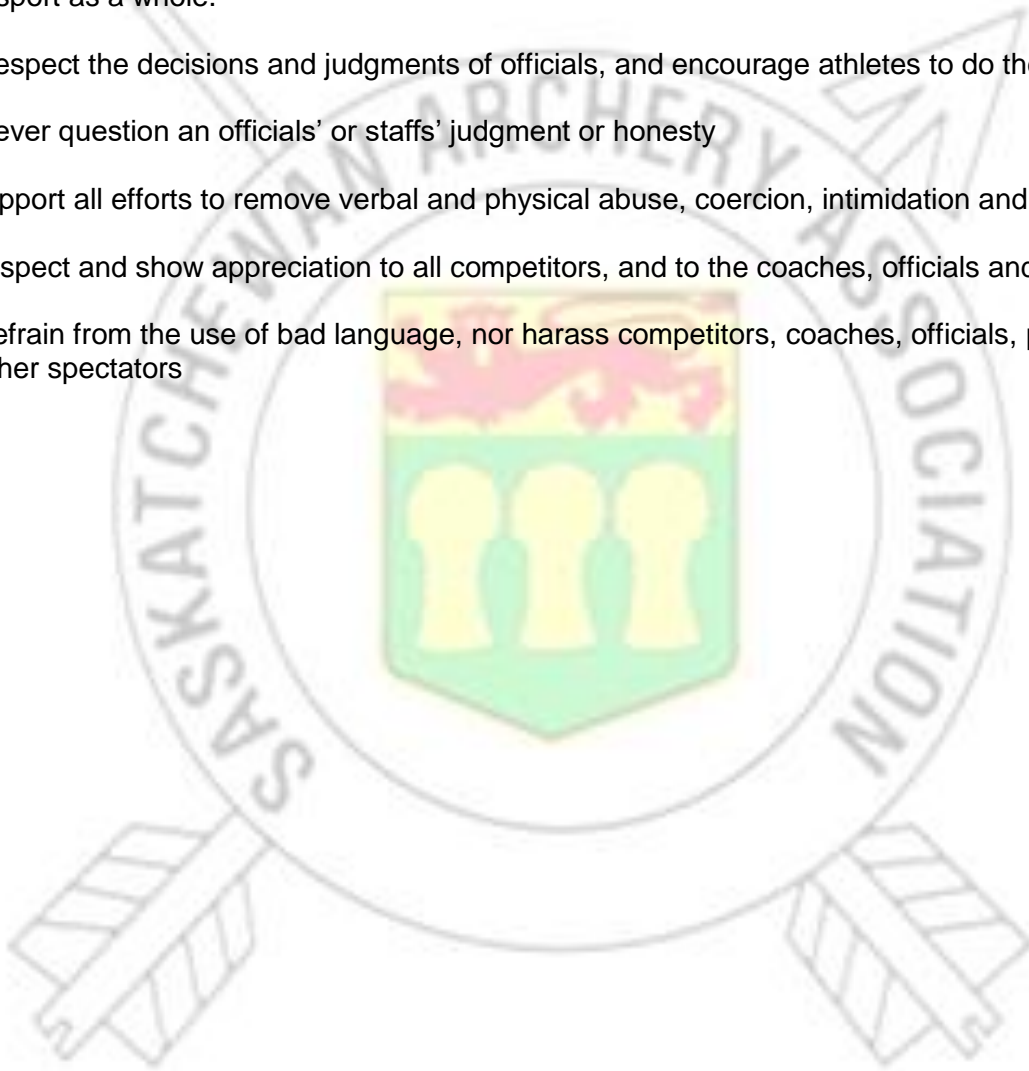 sport as a whole.
espect the decisions and judgments of officials, and encourage athletes to do the
ever question an officials' or staffs' judgment or honesty
pport all efforts to remove verbal and physical abuse, coercion, intimidation and
spect and show appreciation to all competitors, and to the coaches, officials and
efrain from the use of bad language, nor harass competitors, coaches, officials, p
her spectators
SASKATCHEWAN ARCHERY ASSOCIATION